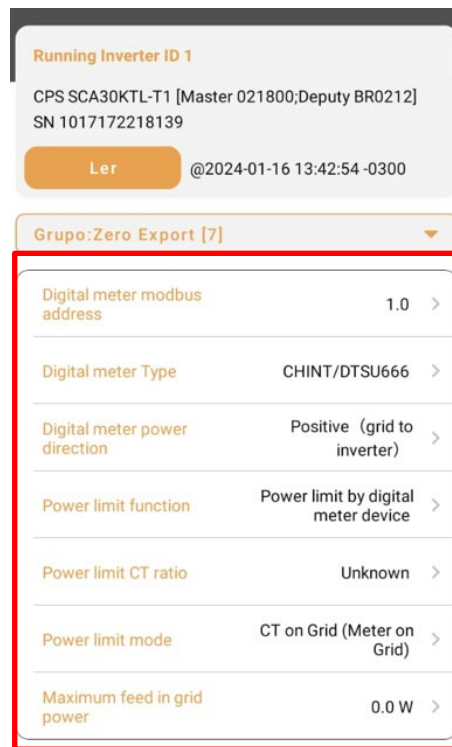 Running Inverter ID 1
CPS SCA30KTL-T1 [Master 021800;Deputy BR0212]
SN 1017172218139
Ler @2024-01-16 13:42:54 -0300
Grupo:Zero Export [7]
Digital meter modbus
address
1.0
Digital meter Type
CHINT/DTSU666
Digital meter power
direction
Positive（grid to
inverter）
Power limit function
Power limit by digital
meter device
Power limit CT ratio
Unknown
Power limit mode
CT on Grid (Meter on
Grid)
Maximum feed in grid
power
0.0 W